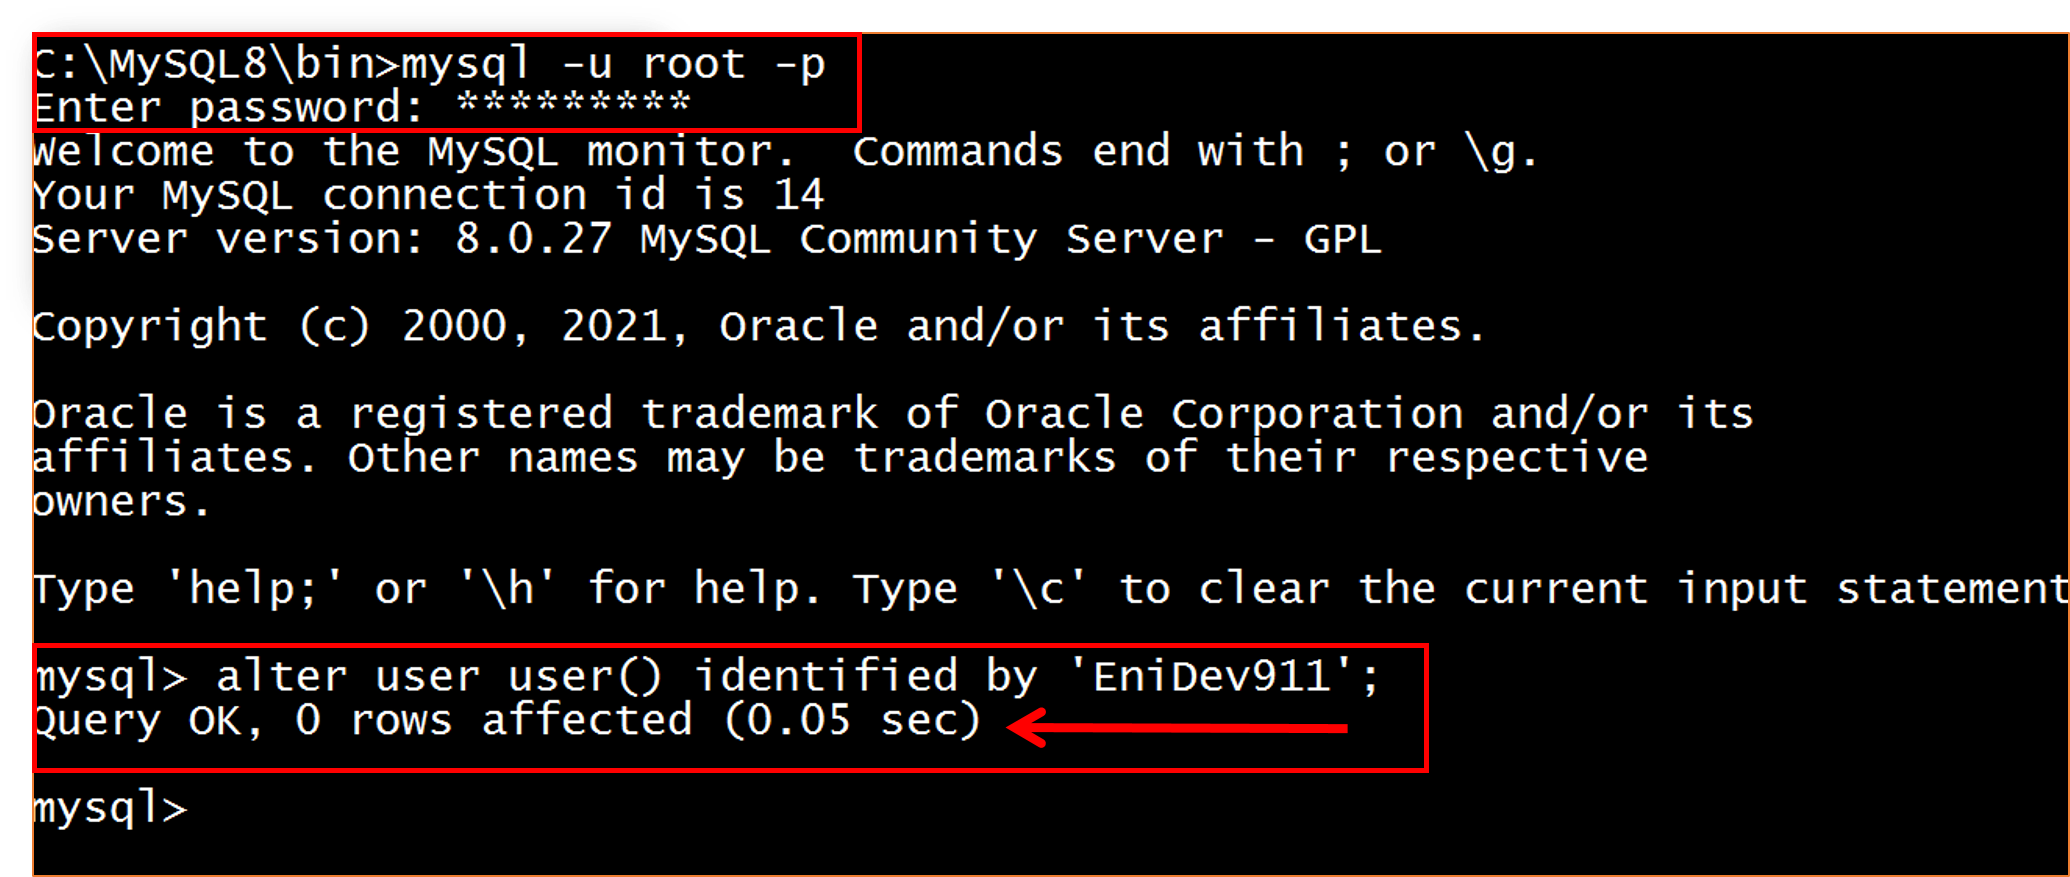 C:\MySQL8\bin>mysql -u root -p
Enter password: *********
Welcome to the MySQL monitor.  Commands end with ; or \g.
Your MySQL connection id is 14
Server version: 8.0.27 MySQL Community Server - GPL
Copyright (c) 2000, 2021, Oracle and/or its affiliates.
Oracle is a registered trademark of Oracle Corporation and/or its
affiliates. Other names may be trademarks of their respective
owners.
Type 'help;' or '\h' for help. Type '\c' to clear the current input statement
mysql> alter user user() identified by 'EniDev911';
Query OK, 0 rows affected (0.05 sec)
mysql>